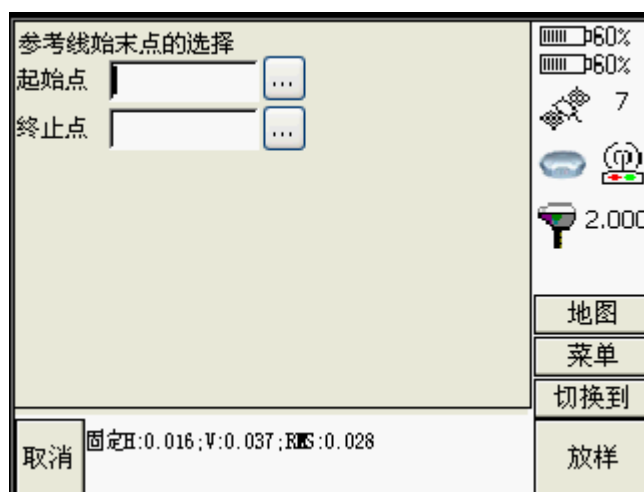 参考线始末点的选择
起始点 ...
终止点 ...
60%
60%
7
2.000
地图
菜单
切换到
取消
固定H:0.016;V:0.037;RMS:0.028
放样